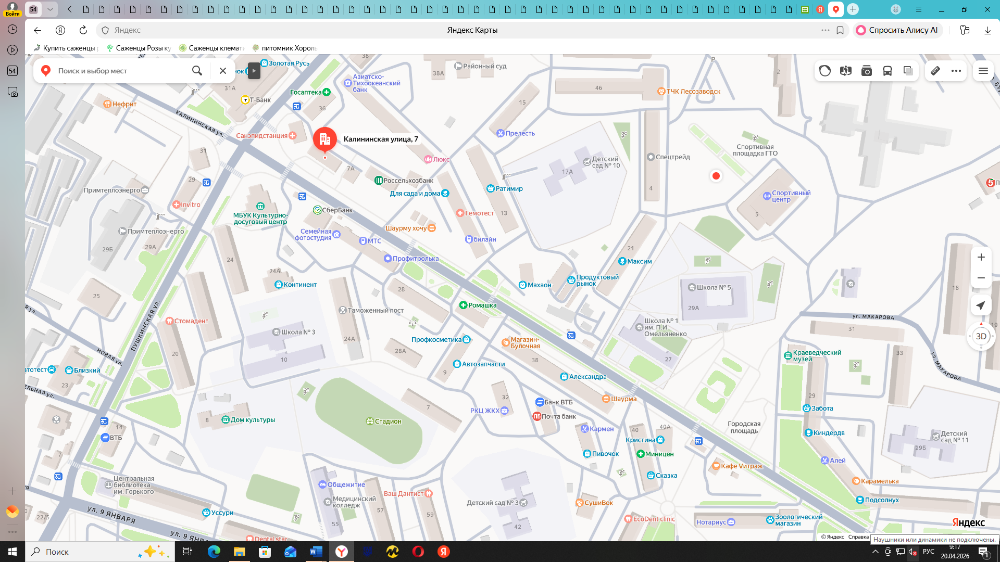 Войти
54
Яндекс
Яндекс Карты
Спросить Алису AI
Купить саженцы
Саженцы Розы ку
Саженцы клемати
питомник Хороль
54
Поиск и выбор мест
Золотая Русь
38
38А
Районный суд
Азиатско-
Тихоокеанский
банк
Госаптека
31А
Т-Банк
36
Нефрит
КАЛИНИНСКАЯ УЛ.
Санэпидстанция
Калининская улица, 7
7А
15
46
ТЧК Лесозаводск
2
P
Прелесть
Люкс
Спортивная
площадка ГТО
Спецтрейд
Детский
сад № 10
17А
31
29
Примтеплоэнерго
Invitro
Россельхозбанк
Для сада и дома
Ратимир
4
Спортивный
центр
5
МБУК Культурно-
досуговый центр
СберБанк
Гемотест
13
Примтеплоэнерго
Семейная
фотостудия
Шаурму хочу
МТС
билайн
29Б
29А
24
Профитролька
21
Максим
24А
Континент
28
Махаон
Продуктовый
рынок
Школа № 5
29А
18
25
ПУШКИНСКАЯ УЛ.
Ромашка
Таможенный пост
ул. МАКАРОВА
31
19
Стомадент
Школа № 3
Школа № 1
им. П.И.
Омельяненко
24А
Профкосметика
Магазин-
Булочная
3D
НОВАЯ УЛ.
20
10
28А
38
27
Краеведческий
музей
33
ул. МАКАРОВА
Близкий
9
Автозапчасти
23
Александра
32
29
Шаурма
Банк ВТБ
7
РКЦ ЖКХ
Почта банк
Забота
8
Дом культуры
Стадион
Городская
площадь
14
ВТБ
Кармен
40
40А
Кристина
Киндердв
Детский
сад № 11
29Б
7
Пивочок
Миницен
Алей
Кафе Витраж
Сказка
Карамелька
Центральная
библиотека
им. Горького
Общежитие
Ваш Дантист
Медицинский
колледж
Детский сад № 3
СушиВок
Подсолнух
22/5
Уссури
ул. 9 ЯНВАРЯ
57
59
55
42
EcoDent clinic
Нотариус
Зоологический
магазин
Яндекс
ул. 9 ЯНВА
Dental star
© Яндекс
Справка
Наушники или динамики не подключены.
Поиск
РУС
9:17
20.04.2026
1